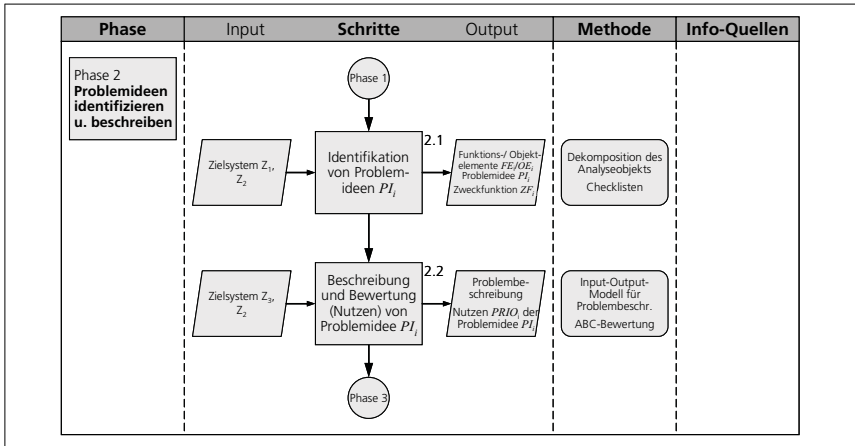 Phase Input Schritte Output Methode Info-Quellen
Phase 2
Problemideen
identifizieren
u. beschreiben
Phase 1
2.1
Zielsystem Z₁,
Z₂
Identifikation
von Problem-
ideen PIᵢ
Funktions-/ Objekt-
elemente FE/OEᵢ
Problemidee PIᵢ
Zweckfunktion ZFᵢ
Dekomposition des
Analyseobjekts
Checklisten
2.2
Zielsystem Z₃,
Z₂
Beschreibung
und Bewertung
(Nutzen) von
Problemidee PIᵢ
Problembe-
schreibung
Nutzen PRIOᵢ der
Problemidee PIᵢ
Input-Output-
Modell für
Problembeschr.
ABC-Bewertung
Phase 3